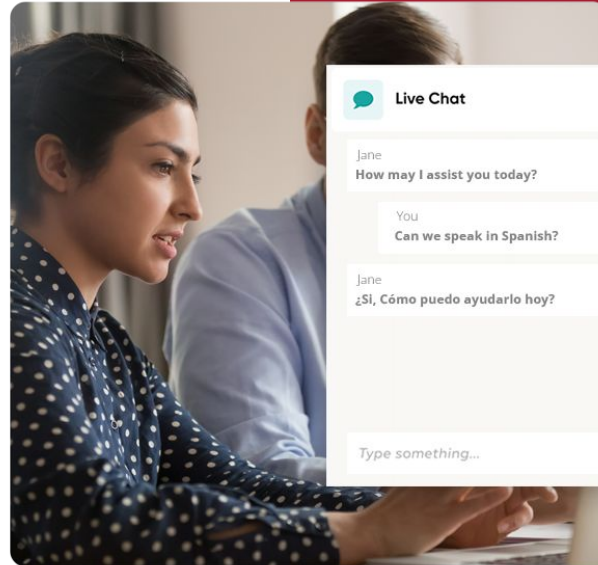 Live Chat
Jane
How may I assist you today?
You
Can we speak in Spanish?
Jane
¿Si, Cómo puedo ayudarlo hoy?
Type something...